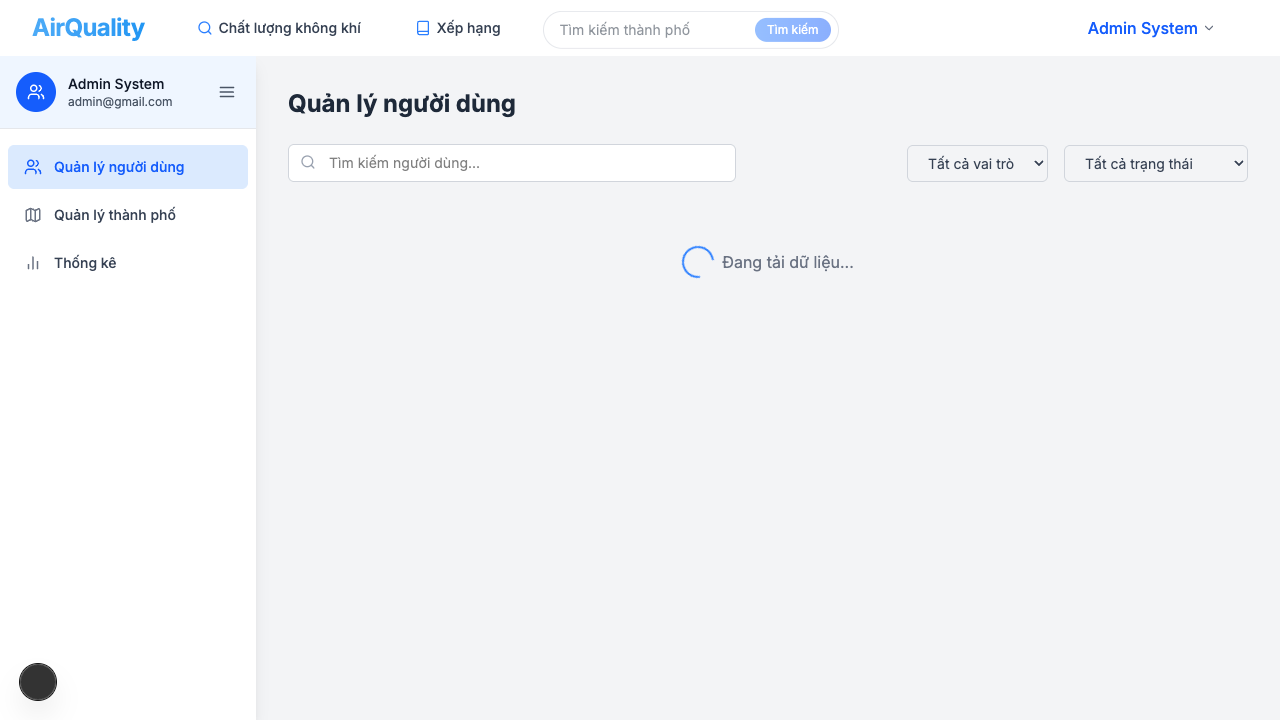 AirQuality
Chất lượng không khí
Xếp hạng
Tìm kiếm thành phố
Tìm kiếm
Admin System
Admin System
admin@gmail.com
Quản lý người dùng
Quản lý thành phố
Thống kê
Quản lý người dùng
Tìm kiếm người dùng...
Tất cả vai trò
Tất cả trạng thái
Đang tải dữ liệu...